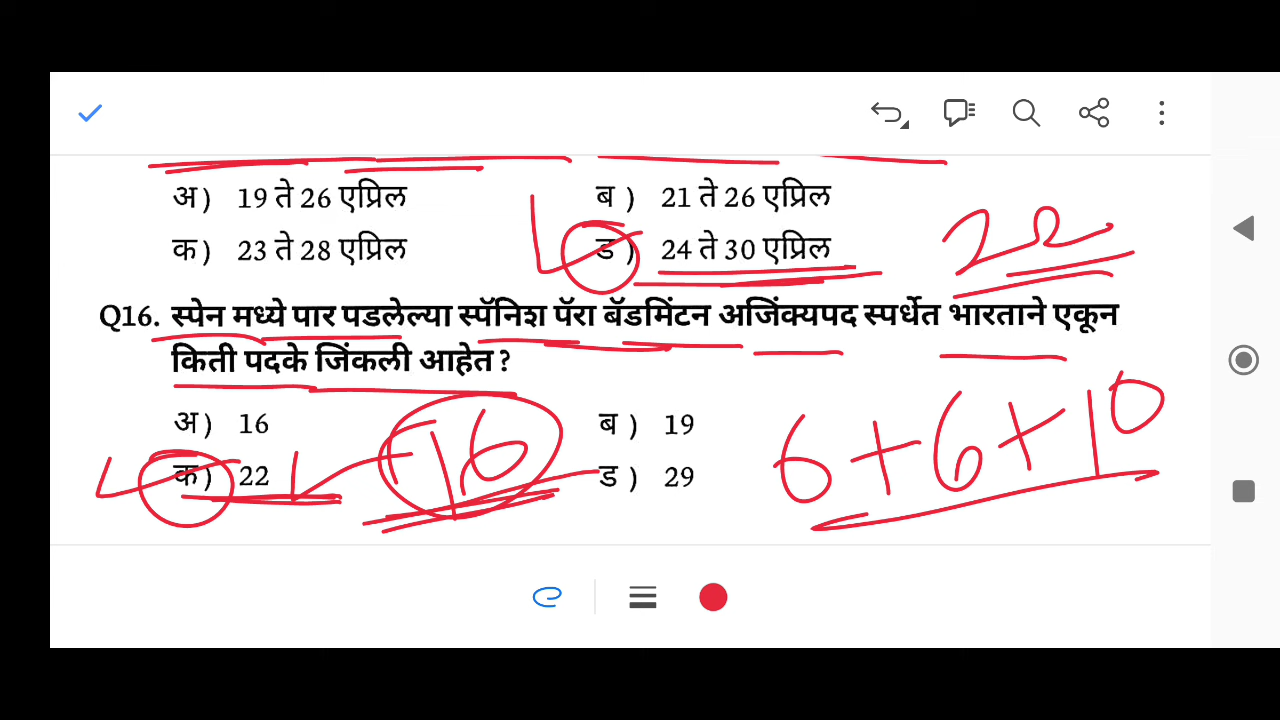 अ) 19 ते 26 एप्रिल ब ) 21 ते 26 एप्रिल
क) 23 ते 28 एप्रिल ड ) 24 ते 30 एप्रिल
Q16. स्पेन मध्ये पार पडलेल्या स्पॅनिश पॅरा बॅडमिंटन अजिंक्यपद स्पर्धेत भारताने एकून
किती पदके जिंकली आहेत?
अ) 16 ब ) 19
क) 22 16 ड ) 29 6+6+10